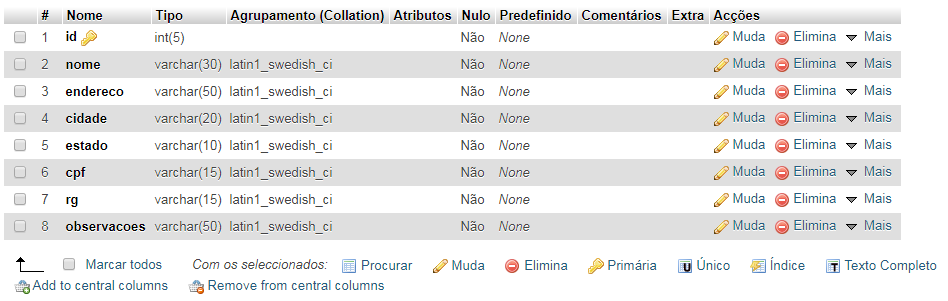 # Nome Tipo Agrupamento (Collation) Atributos Nulo Predefinido Comentários Extra Acções
1 id int(5) Não None Muda Elimina Mais
2 nome varchar(30) latin1_swedish_ci Não None Muda Elimina Mais
3 endereco varchar(50) latin1_swedish_ci Não None Muda Elimina Mais
4 cidade varchar(20) latin1_swedish_ci Não None Muda Elimina Mais
5 estado varchar(10) latin1_swedish_ci Não None Muda Elimina Mais
6 cpf varchar(15) latin1_swedish_ci Não None Muda Elimina Mais
7 rg varchar(15) latin1_swedish_ci Não None Muda Elimina Mais
8 observacoes varchar(50) latin1_swedish_ci Não None Muda Elimina Mais
Marcar todos Com os seleccionados: Procurar Muda Elimina Primária Único Índice Texto Completo
Add to central columns Remove from central columns